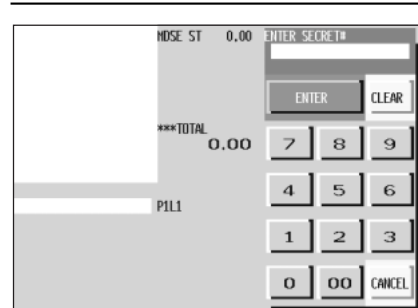 MDSE ST 0.00
ENTER SECRET#
ENTER CLEAR
***TOTAL
0.00
7 8 9
4 5 6
P1L1
1 2 3
0 00 CANCEL